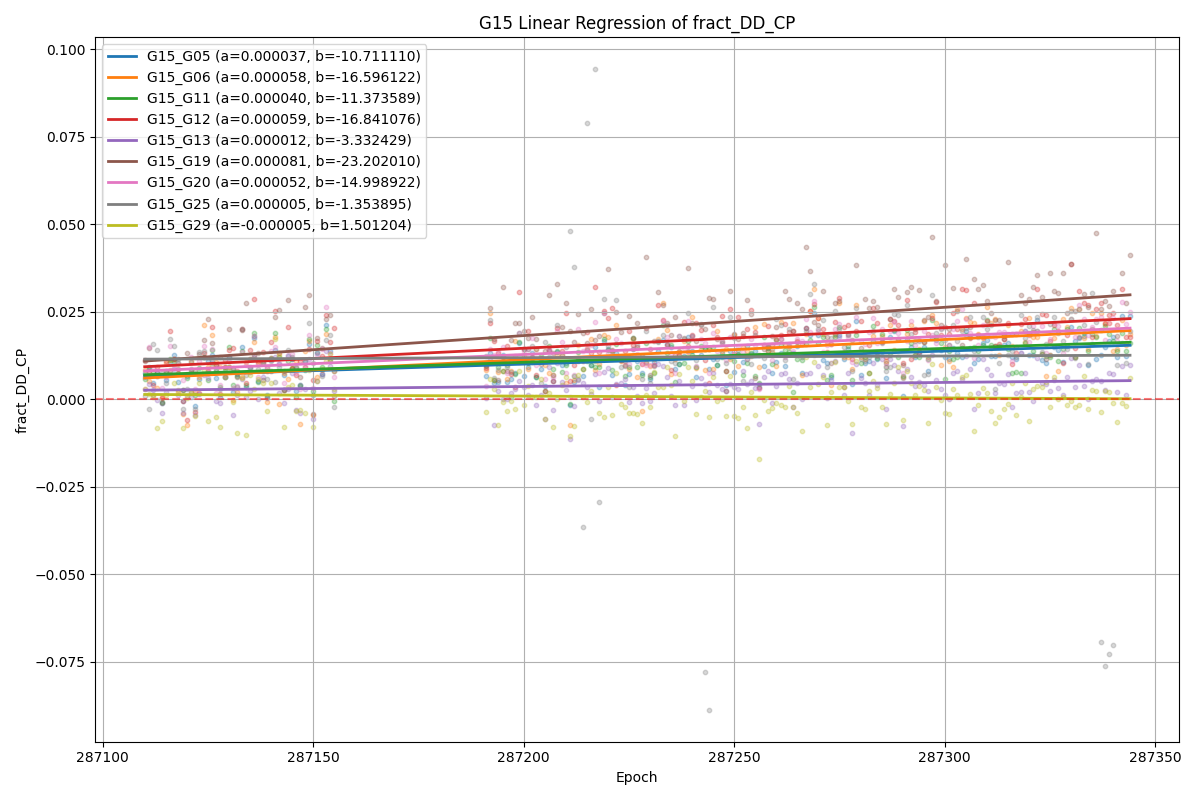 G15 Linear Regression of fract_DD_CP
G15_G05 (a=0.000037, b=-10.711110)
G15_G06 (a=0.000058, b=-16.596122)
G15_G11 (a=0.000040, b=-11.373589)
G15_G12 (a=0.000059, b=-16.841076)
G15_G13 (a=0.000012, b=-3.332429)
G15_G19 (a=0.000081, b=-23.202010)
G15_G20 (a=0.000052, b=-14.998922)
G15_G25 (a=0.000005, b=-1.353895)
G15_G29 (a=-0.000005, b=1.501204)
0.100
0.075
0.050
0.025
0.000
−0.025
−0.050
−0.075
fract_DD_CP
287100 287150 287200 287250 287300 287350
Epoch